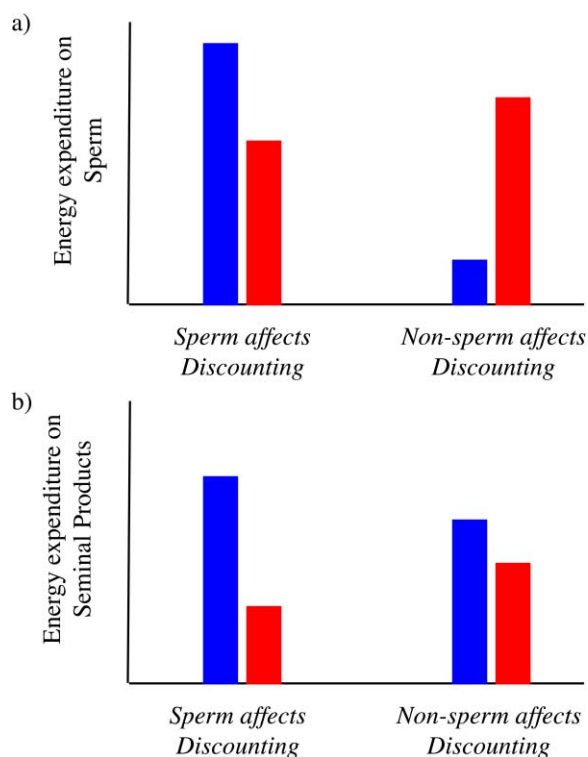 a)
Energy expenditure on
Sperm
Sperm affects
Discounting
Non-sperm affects
Discounting
b)
Energy expenditure on
Seminal Products
Sperm affects
Discounting
Non-sperm affects
Discounting